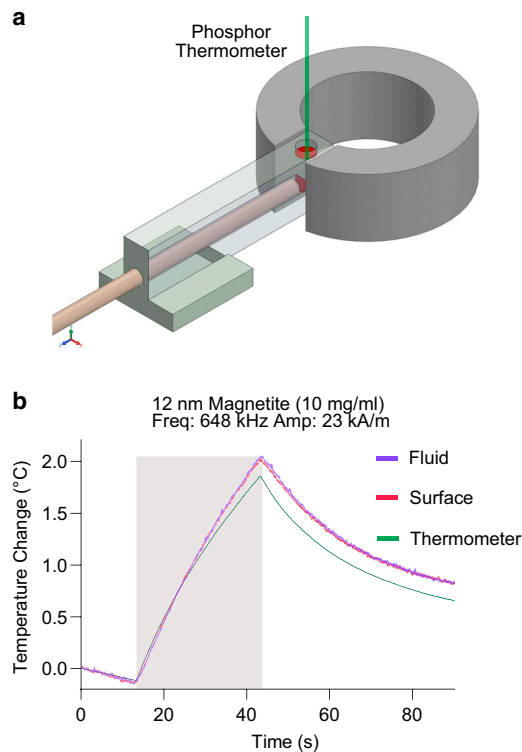 a
Phosphor
Thermometer
b
12 nm Magnetite (10 mg/ml)
Freq: 648 kHz Amp: 23 kA/m
Temperature Change (°C)
2.0
1.5
1.0
0.5
0.0
Fluid
Surface
Thermometer
0
20
40
60
80
Time (s)